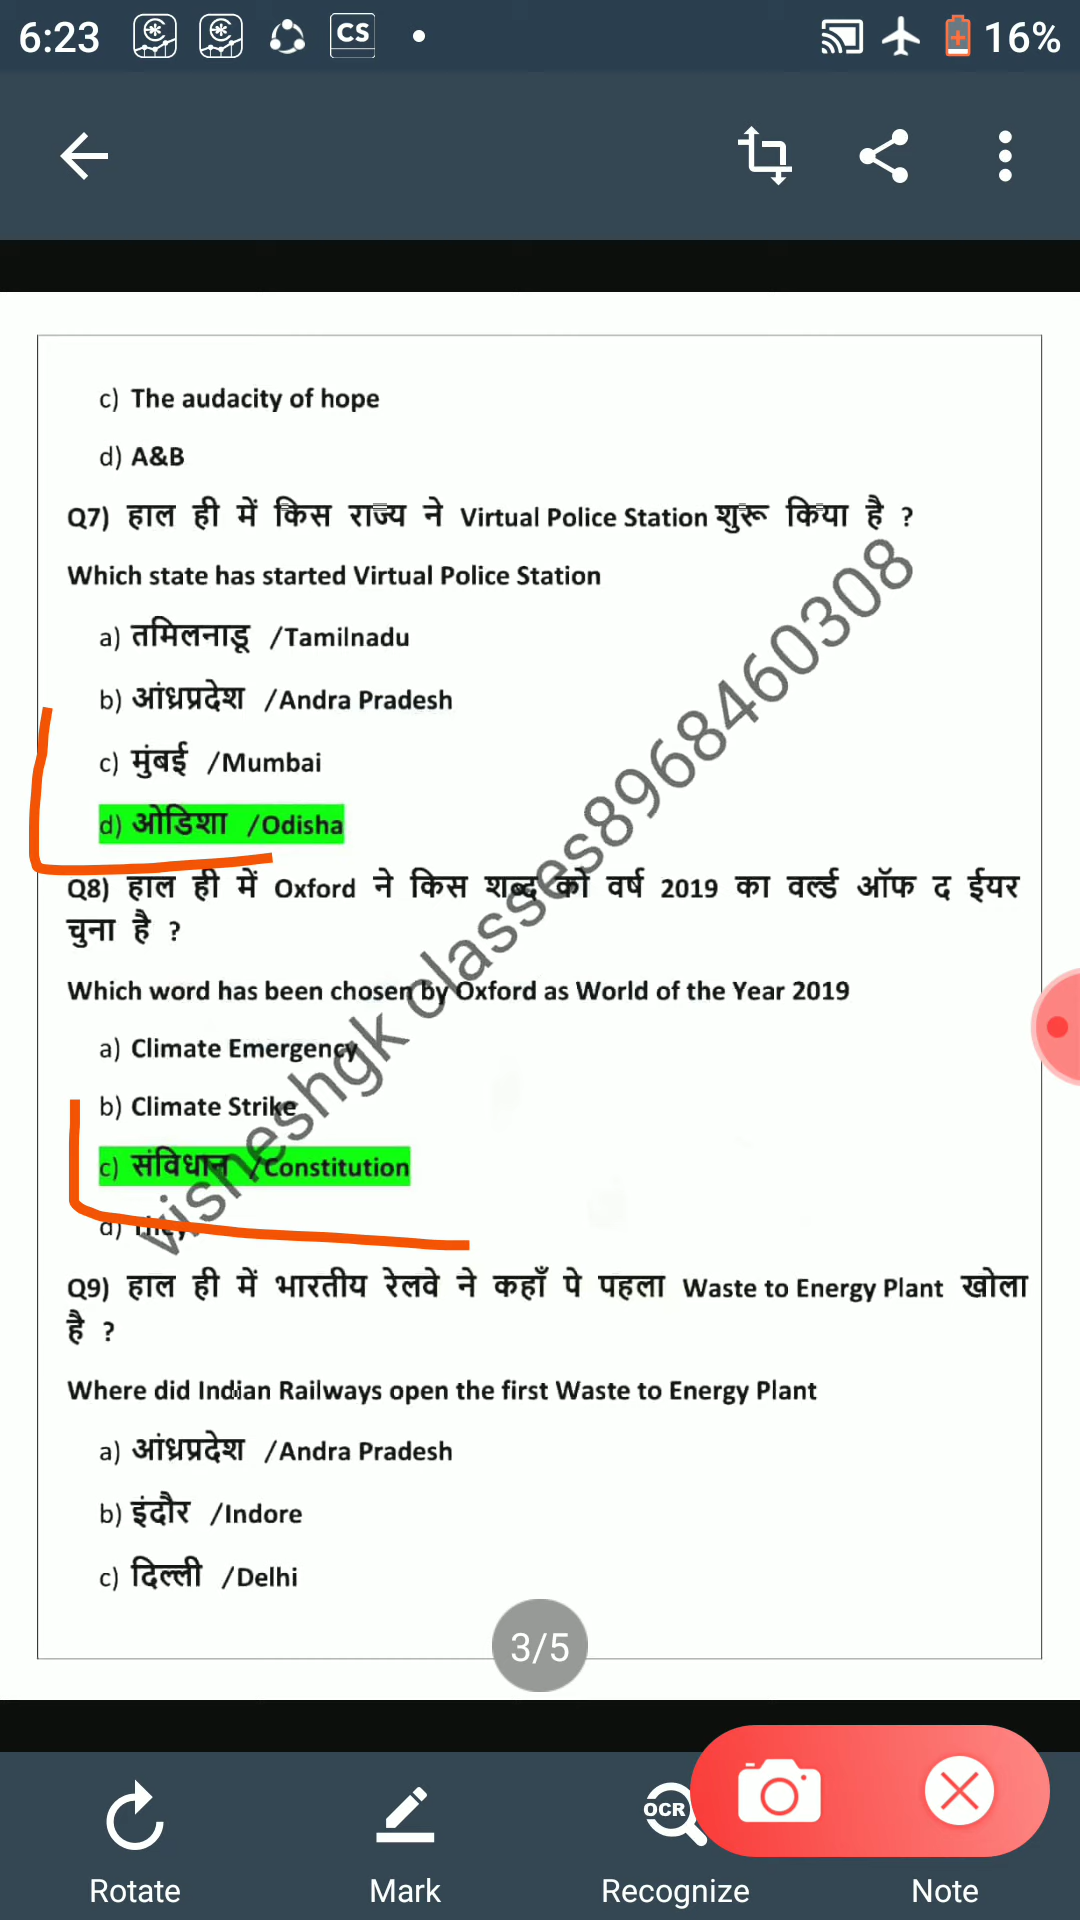 6:23 CS 16%
c) The audacity of hope
d) A&B
Q7) हाल ही में किस राज्य ने Virtual Police Station शुरू किया है ?
Which state has started Virtual Police Station
a) तमिलनाडू /Tamilnadu
b) आंध्रप्रदेश /Andra Pradesh
c) मुंबई /Mumbai
d) ओडिशा /Odisha
Q8) हाल ही में Oxford ने किस शब्द को वर्ष 2019 का वर्ल्ड ऑफ द ईयर
चुना है ?
Which word has been chosen by Oxford as World of the Year 2019
a) Climate Emergency
b) Climate Strike
c) संविधान /Constitution
d) They
Q9) हाल ही में भारतीय रेलवे ने कहाँ पे पहला Waste to Energy Plant खोला
है ?
Where did Indian Railways open the first Waste to Energy Plant
a) आंध्रप्रदेश /Andra Pradesh
b) इंदौर /Indore
c) दिल्ली /Delhi
visheshgk classes8968460308
3/5
OCR
Rotate Mark Recognize Note